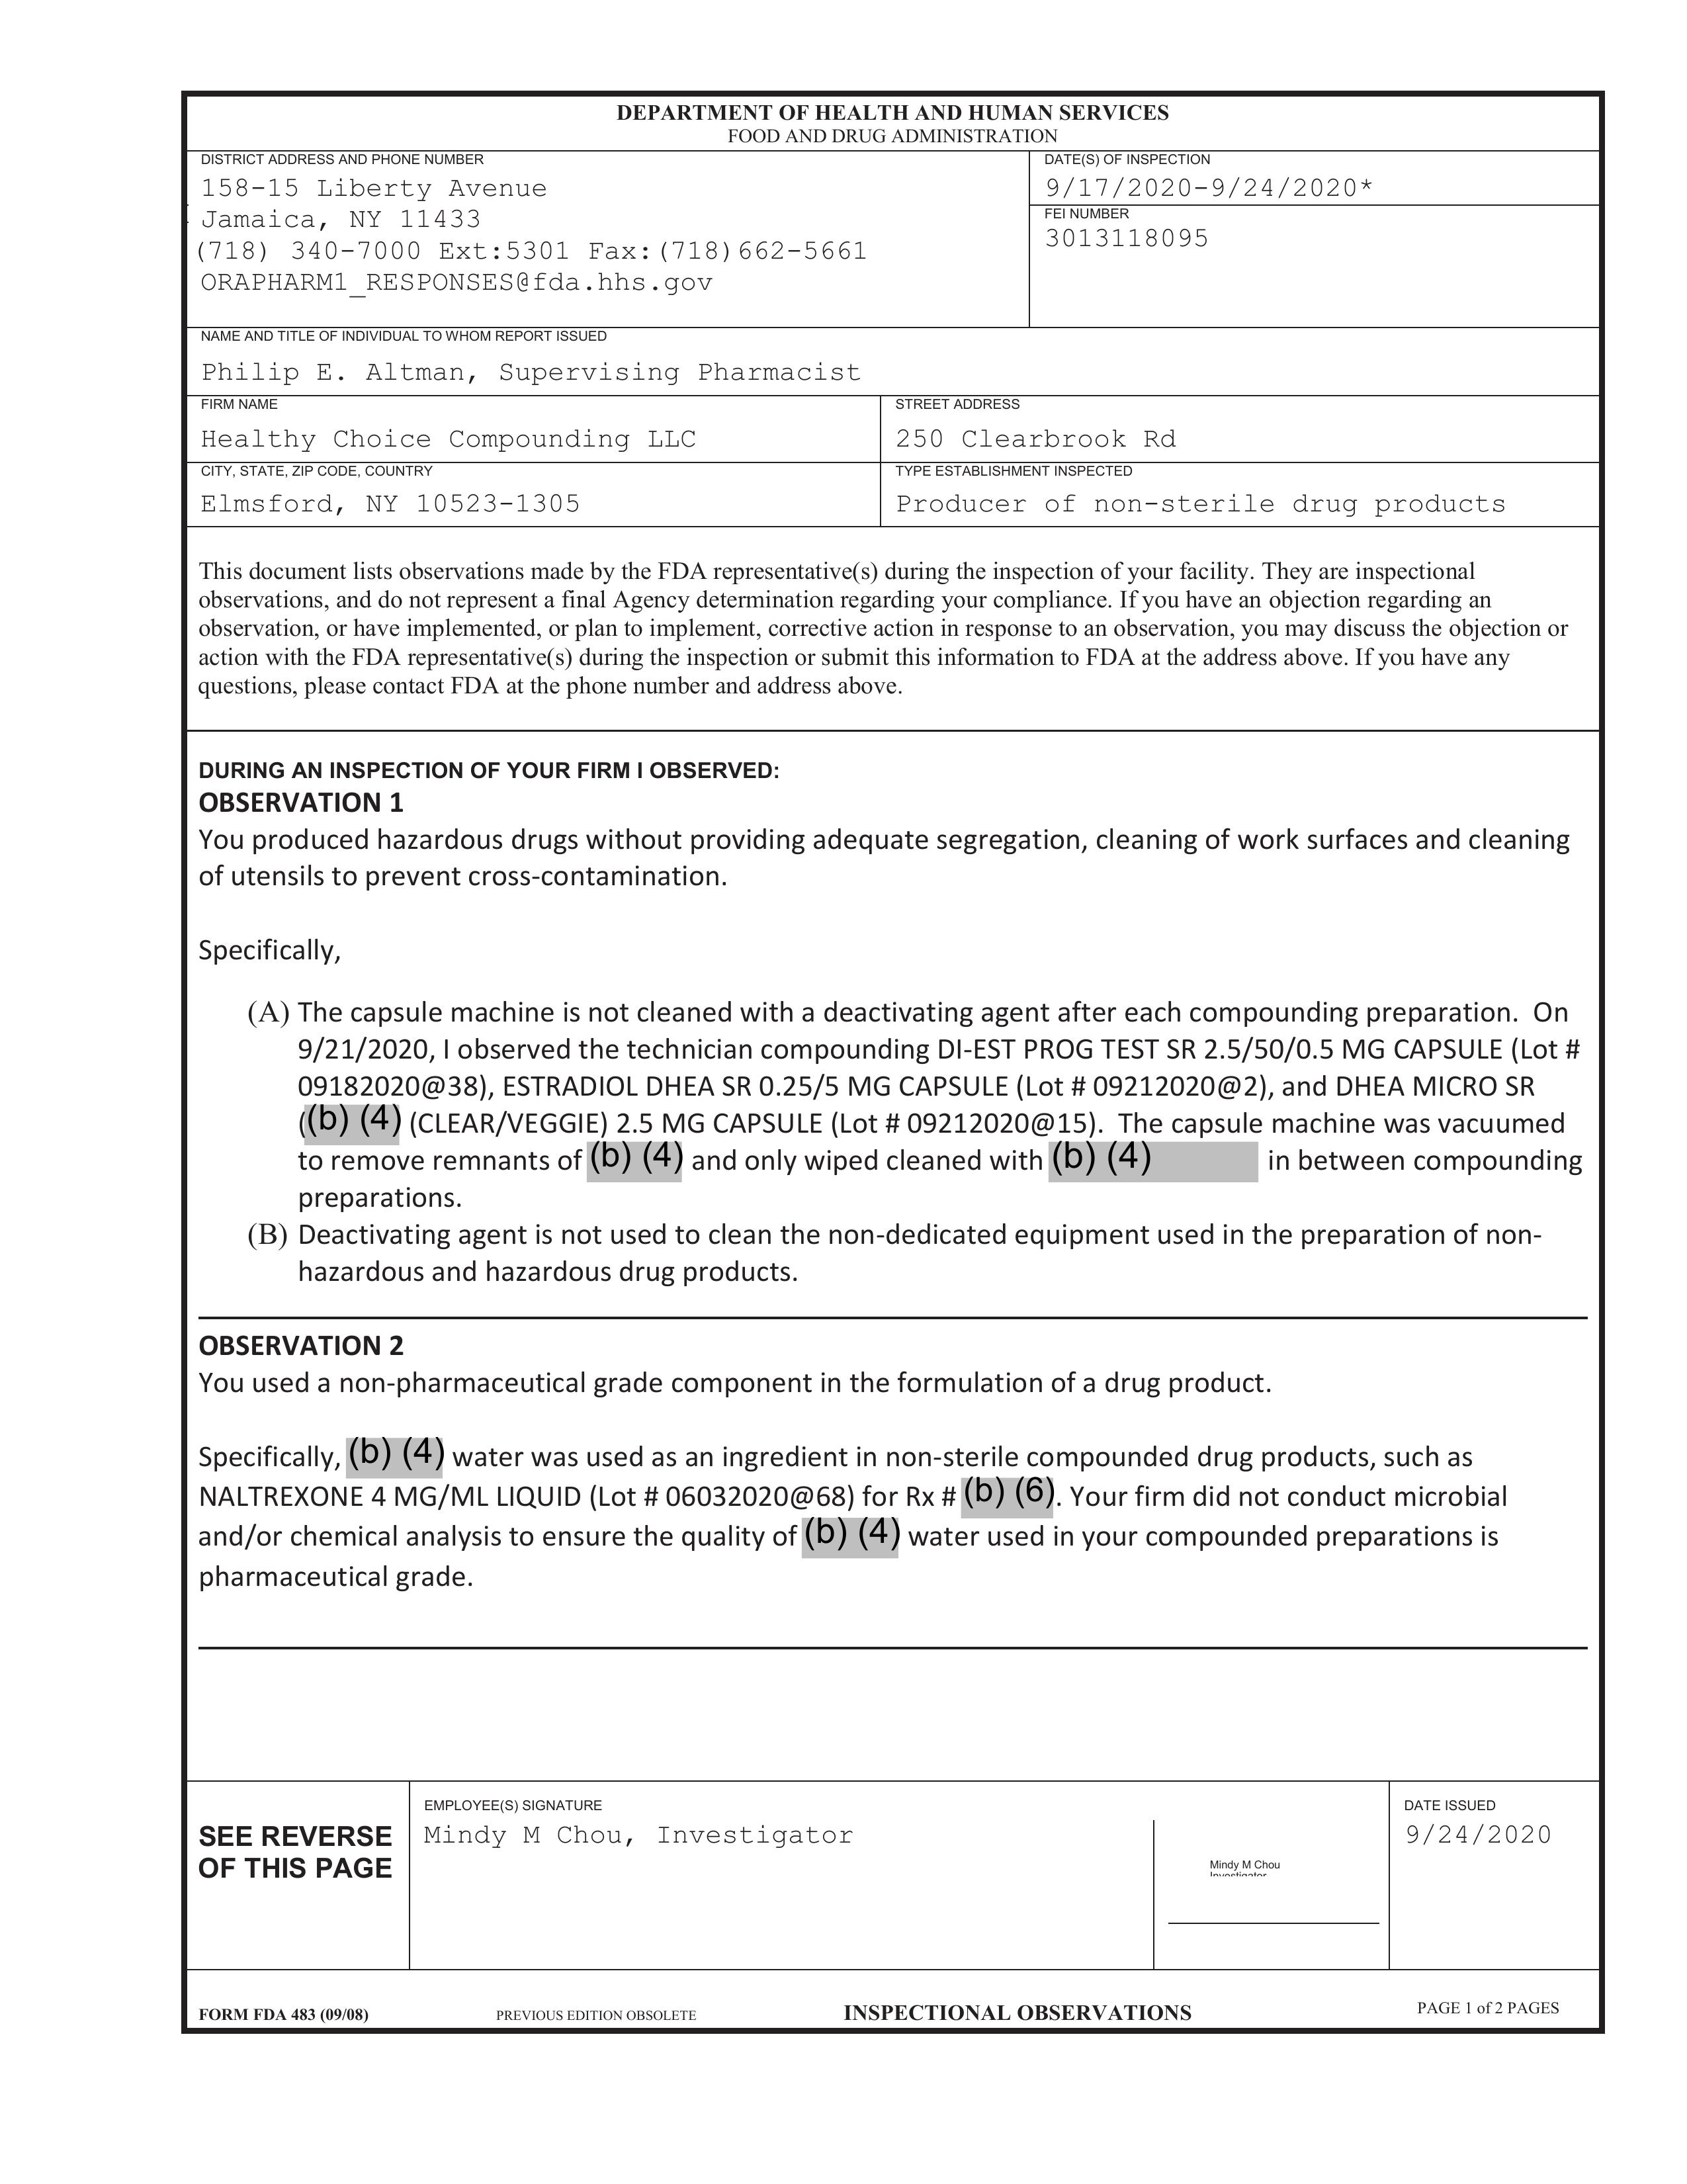 DEPARTMENT OF HEALTH AND HUMAN SERVICES
FOOD AND DRUG ADMINISTRATION
DISTRICT ADDRESS AND PHONE NUMBER
158-15 Liberty Avenue
Jamaica, NY 11433
(718) 340-7000 Ext:5301 Fax:(718)662-5661
ORAPHARM1_RESPONSES@fda.hhs.gov
DATE(S) OF INSPECTION
9/17/2020-9/24/2020*
FEI NUMBER
3013118095
NAME AND TITLE OF INDIVIDUAL TO WHOM REPORT ISSUED
Philip E. Altman, Supervising Pharmacist
FIRM NAME
Healthy Choice Compounding LLC
STREET ADDRESS
250 Clearbrook Rd
CITY, STATE, ZIP CODE, COUNTRY
Elmsford, NY 10523-1305
TYPE ESTABLISHMENT INSPECTED
Producer of non-sterile drug products
This document lists observations made by the FDA representative(s) during the inspection of your facility. They are inspectional
observations, and do not represent a final Agency determination regarding your compliance. If you have an objection regarding an
observation, or have implemented, or plan to implement, corrective action in response to an observation, you may discuss the objection or
action with the FDA representative(s) during the inspection or submit this information to FDA at the address above. If you have any
questions, please contact FDA at the phone number and address above.
DURING AN INSPECTION OF YOUR FIRM I OBSERVED:
OBSERVATION 1
You produced hazardous drugs without providing adequate segregation, cleaning of work surfaces and cleaning
of utensils to prevent cross-contamination.
Specifically,
(A) The capsule machine is not cleaned with a deactivating agent after each compounding preparation. On
9/21/2020, I observed the technician compounding DI-EST PROG TEST SR 2.5/50/0.5 MG CAPSULE (Lot #
09182020@38), ESTRADIOL DHEA SR 0.25/5 MG CAPSULE (Lot # 09212020@2), and DHEA MICRO SR
((b) (4) (CLEAR/VEGGIE) 2.5 MG CAPSULE (Lot # 09212020@15). The capsule machine was vacuumed
to remove remnants of (b) (4) and only wiped cleaned with (b) (4) in between compounding
preparations.
(B) Deactivating agent is not used to clean the non-dedicated equipment used in the preparation of non-
hazardous and hazardous drug products.
OBSERVATION 2
You used a non-pharmaceutical grade component in the formulation of a drug product.
Specifically, (b) (4) water was used as an ingredient in non-sterile compounded drug products, such as
NALTREXONE 4 MG/ML LIQUID (Lot # 06032020@68) for Rx # (b) (6). Your firm did not conduct microbial
and/or chemical analysis to ensure the quality of (b) (4) water used in your compounded preparations is
pharmaceutical grade.
SEE REVERSE
OF THIS PAGE
EMPLOYEE(S) SIGNATURE
Mindy M Chou, Investigator
Mindy M Chou
Investigator
DATE ISSUED
9/24/2020
FORM FDA 483 (09/08)
PREVIOUS EDITION OBSOLETE
INSPECTIONAL OBSERVATIONS
PAGE 1 of 2 PAGES